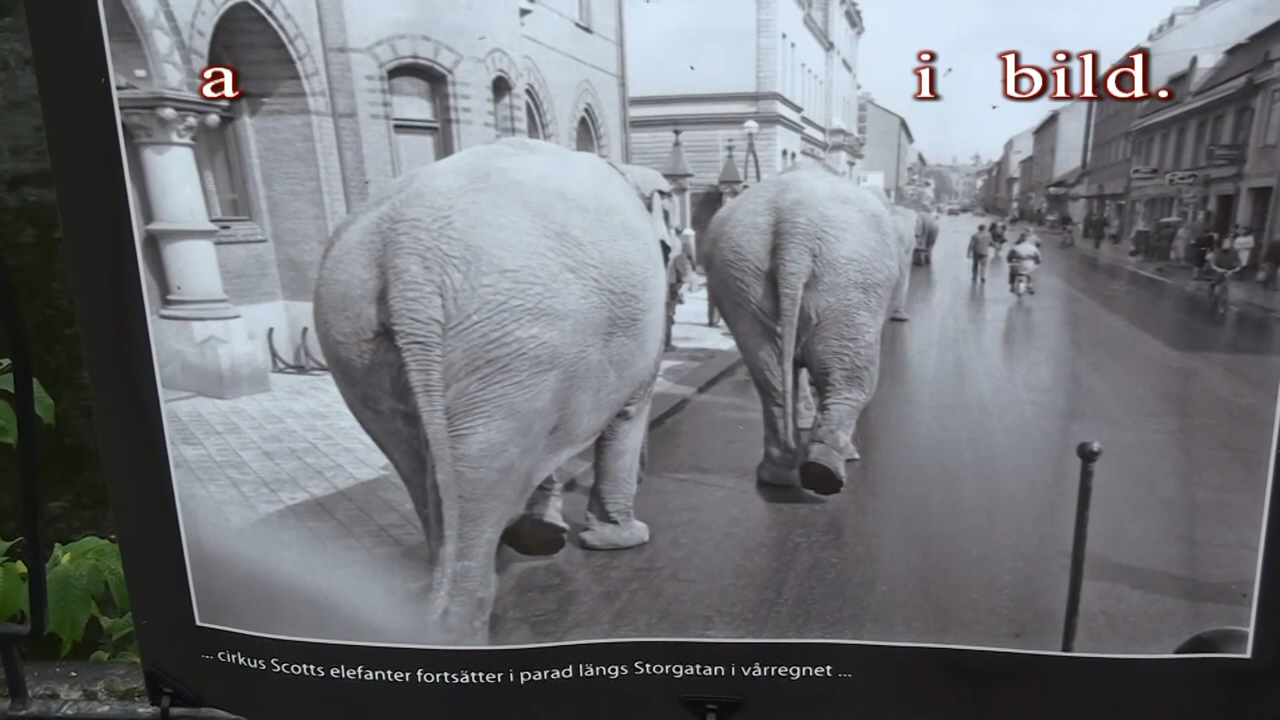 a i bild.
... cirkus Scotts elefanter fortsätter i parad längs Storgatan i vårregnet ...